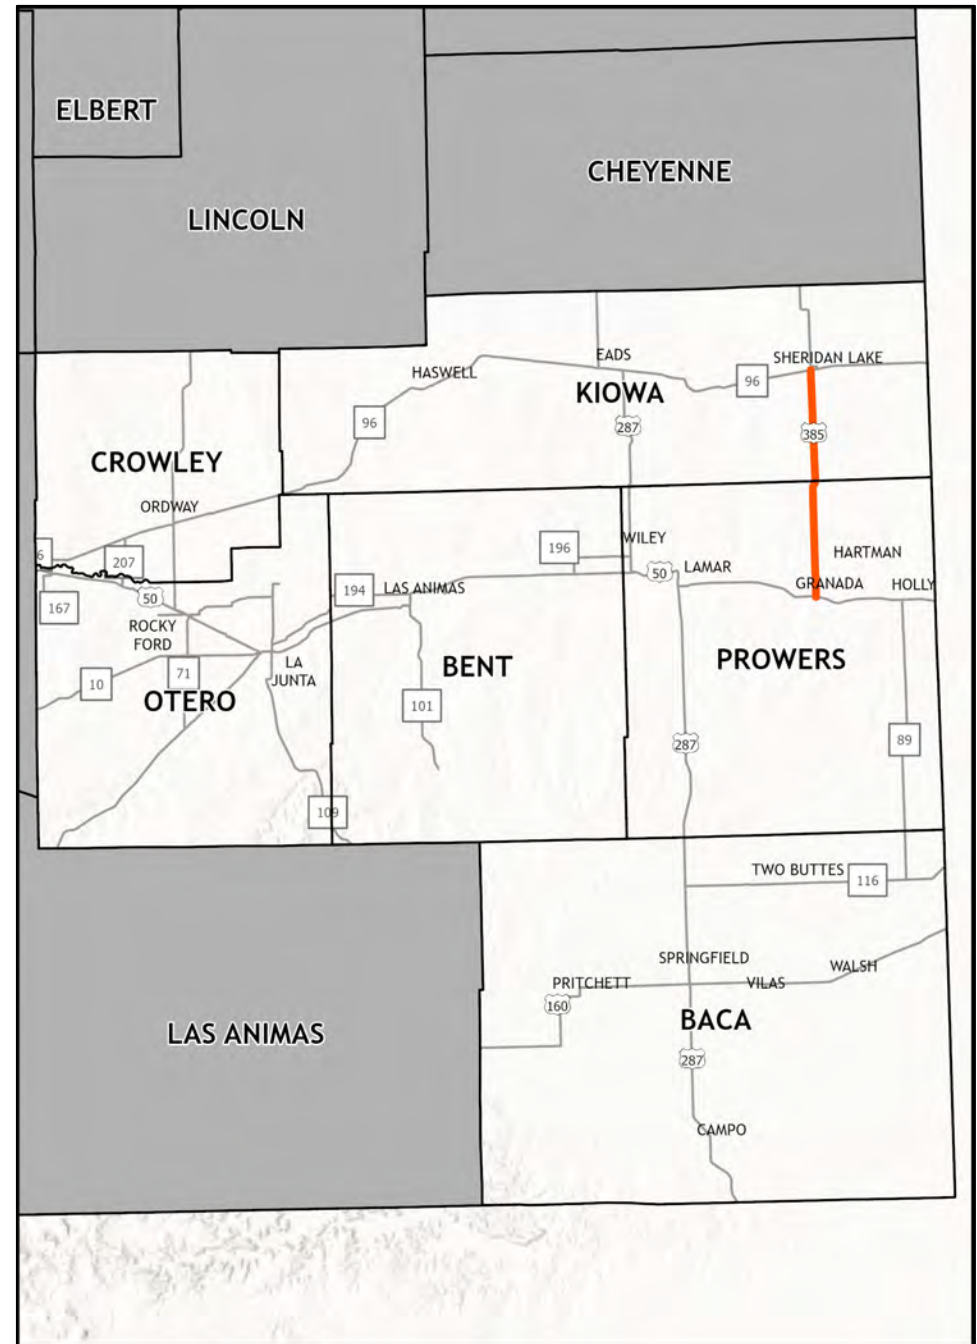 ELBERT
CHEYENNE
LINCOLN
EADS
SHERIDAN LAKE
HASWELL
96
KIOWA
96
287
385
CROWLEY
ORDWAY
WILEY
196
HARTMAN
6
207
LAMAR
50
GRANADA
HOLLY
194
LAS ANIMAS
50
167
ROCKY
FORD
LA
JUNTA
BENT
PROWERS
71
10
OTERO
101
287
89
109
TWO BUTTES
116
SPRINGFIELD
WALSH
PRITCHETT
VILAS
160
BACA
LAS ANIMAS
287
CAMPO